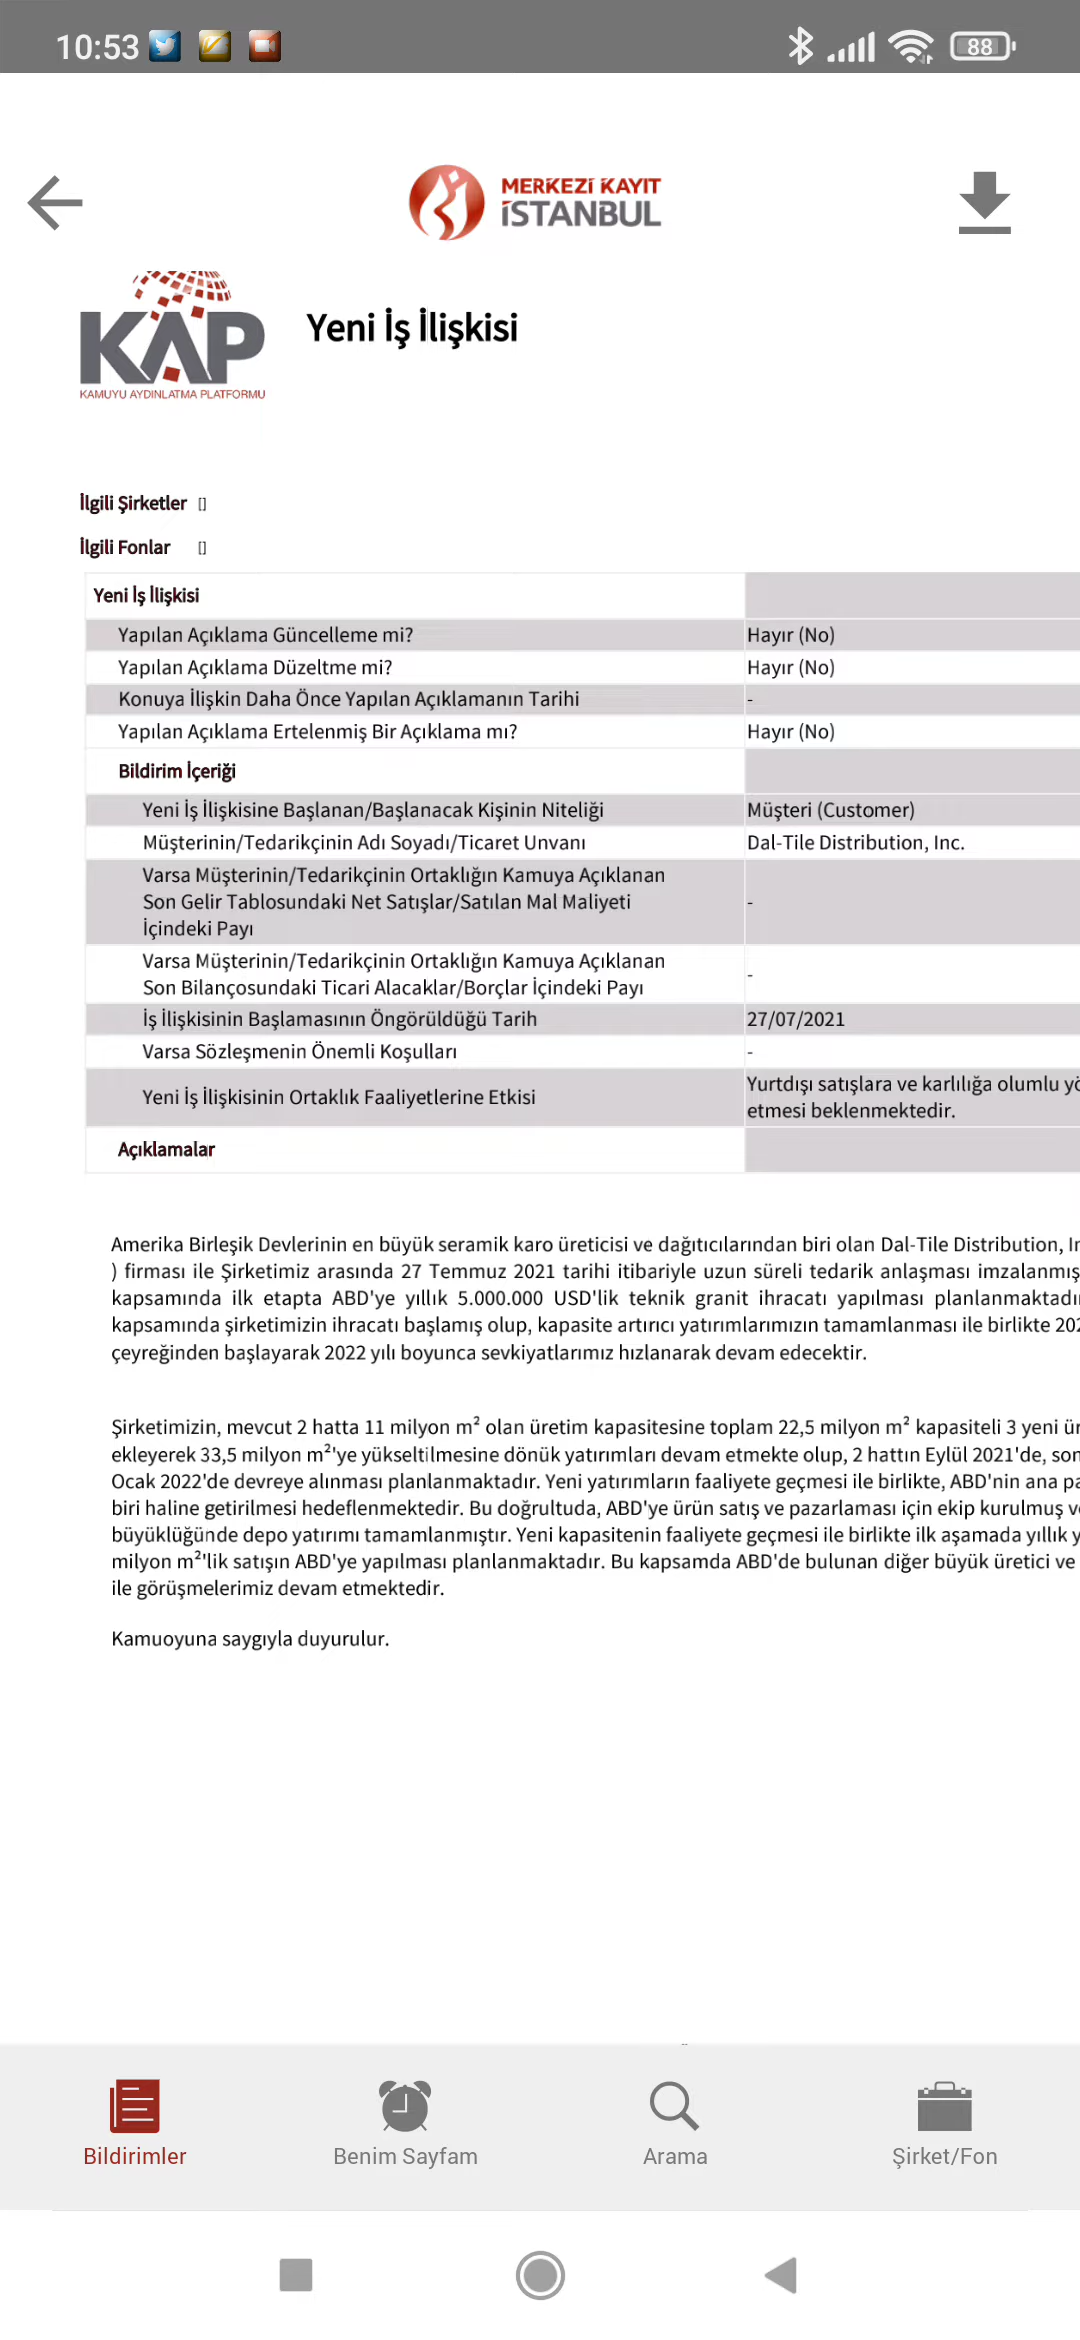 10:53
88
MERKEZİ KAYIT
İSTANBUL
KAP
KAMUYU AYDINLATMA PLATFORMU
Yeni İş İlişkisi
İlgili Şirketler []
İlgili Fonlar []
Yeni İş İlişkisi
Yapılan Açıklama Güncelleme mi? Hayır (No)
Yapılan Açıklama Düzeltme mi? Hayır (No)
Konuya İlişkin Daha Önce Yapılan Açıklamanın Tarihi -
Yapılan Açıklama Ertelenmiş Bir Açıklama mı? Hayır (No)
Bildirim İçeriği
Yeni İş İlişkisine Başlanan/Başlanacak Kişinin Niteliği Müşteri (Customer)
Müşterinin/Tedarikçinin Adı Soyadı/Ticaret Unvanı Dal-Tile Distribution, Inc.
Varsa Müşterinin/Tedarikçinin Ortaklığın Kamuya Açıklanan
Son Gelir Tablosundaki Net Satışlar/Satılan Mal Maliyeti -
İçindeki Payı
Varsa Müşterinin/Tedarikçinin Ortaklığın Kamuya Açıklanan
Son Bilançosundaki Ticari Alacaklar/Borçlar İçindeki Payı -
İş İlişkisinin Başlamasının Öngörüldüğü Tarih 27/07/2021
Varsa Sözleşmenin Önemli Koşulları -
Yeni İş İlişkisinin Ortaklık Faaliyetlerine Etkisi Yurtdışı satışlara ve karlılığa olumlu yö
etmesi beklenmektedir.
Açıklamalar
Amerika Birleşik Devlerinin en büyük seramik karo üreticisi ve dağıtıcılarından biri olan Dal-Tile Distribution, In
) firması ile Şirketimiz arasında 27 Temmuz 2021 tarihi itibariyle uzun süreli tedarik anlaşması imzalanmış
kapsamında ilk etapta ABD'ye yıllık 5.000.000 USD'lik teknik granit ihracatı yapılması planlanmaktadır
kapsamında şirketimizin ihracatı başlamış olup, kapasite artırıcı yatırımlarımızın tamamlanması ile birlikte 202
çeyreğinden başlayarak 2022 yılı boyunca sevkiyatlarımız hızlanarak devam edecektir.
Şirketimizin, mevcut 2 hatta 11 milyon m² olan üretim kapasitesine toplam 22,5 milyon m² kapasiteli 3 yeni ür
ekleyerek 33,5 milyon m²'ye yükseltilmesine dönük yatırımları devam etmekte olup, 2 hattın Eylül 2021'de, son
Ocak 2022'de devreye alınması planlanmaktadır. Yeni yatırımların faaliyete geçmesi ile birlikte, ABD'nin ana pa
biri haline getirilmesi hedeflenmektedir. Bu doğrultuda, ABD'ye ürün satış ve pazarlaması için ekip kurulmuş ve
büyüklüğünde depo yatırımı tamamlanmıştır. Yeni kapasitenin faaliyete geçmesi ile birlikte ilk aşamada yıllık y
milyon m²'lik satışın ABD'ye yapılması planlanmaktadır. Bu kapsamda ABD'de bulunan diğer büyük üretici ve
ile görüşmelerimiz devam etmektedir.
Kamuoyuna saygıyla duyurulur.
Bildirimler
Benim Sayfam
Arama
Şirket/Fon